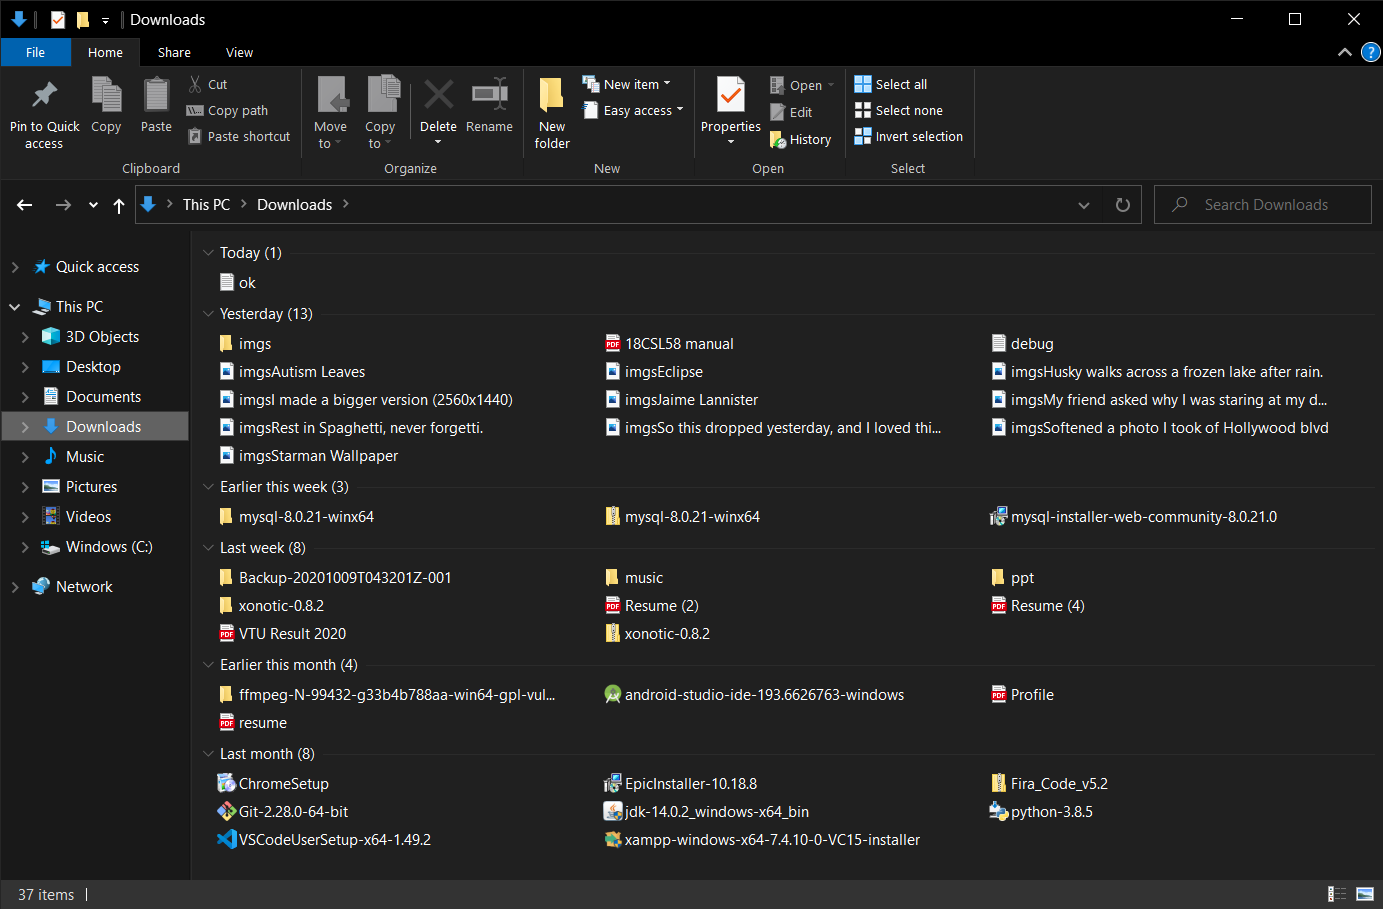 Downloads
File Home Share View
Pin to Quick access
Copy
Paste
Cut
Copy path
Paste shortcut
Clipboard
Move to
Copy to
Delete
Rename
Organize
New folder
New item
Easy access
New
Properties
Open
Edit
History
Open
Select all
Select none
Invert selection
Select
This PC Downloads
Search Downloads
Quick access
This PC
3D Objects
Desktop
Documents
Downloads
Music
Pictures
Videos
Windows (C:)
Network
Today (1)
ok
Yesterday (13)
imgs 18CSL58 manual debug
imgsAutism Leaves imgsEclipse imgsHusky walks across a frozen lake after rain.
imgsI made a bigger version (2560x1440) imgsJaime Lannister imgsMy friend asked why I was staring at my d...
imgsRest in Spaghetti, never forgetti. imgsSo this dropped yesterday, and I loved thi... imgsSoftened a photo I took of Hollywood blvd
imgsStarman Wallpaper
Earlier this week (3)
mysql-8.0.21-winx64 mysql-8.0.21-winx64 mysql-installer-web-community-8.0.21.0
Last week (8)
Backup-20201009T043201Z-001 music ppt
xonotic-0.8.2 Resume (2) Resume (4)
VTU Result 2020 xonotic-0.8.2
Earlier this month (4)
ffmpeg-N-99432-g33b4b788aa-win64-gpl-vul... android-studio-ide-193.6626763-windows Profile
resume
Last month (8)
ChromeSetup EpicInstaller-10.18.8 Fira_Code_v5.2
Git-2.28.0-64-bit jdk-14.0.2_windows-x64_bin python-3.8.5
VSCodeUserSetup-x64-1.49.2 xampp-windows-x64-7.4.10-0-VC15-installer
37 items